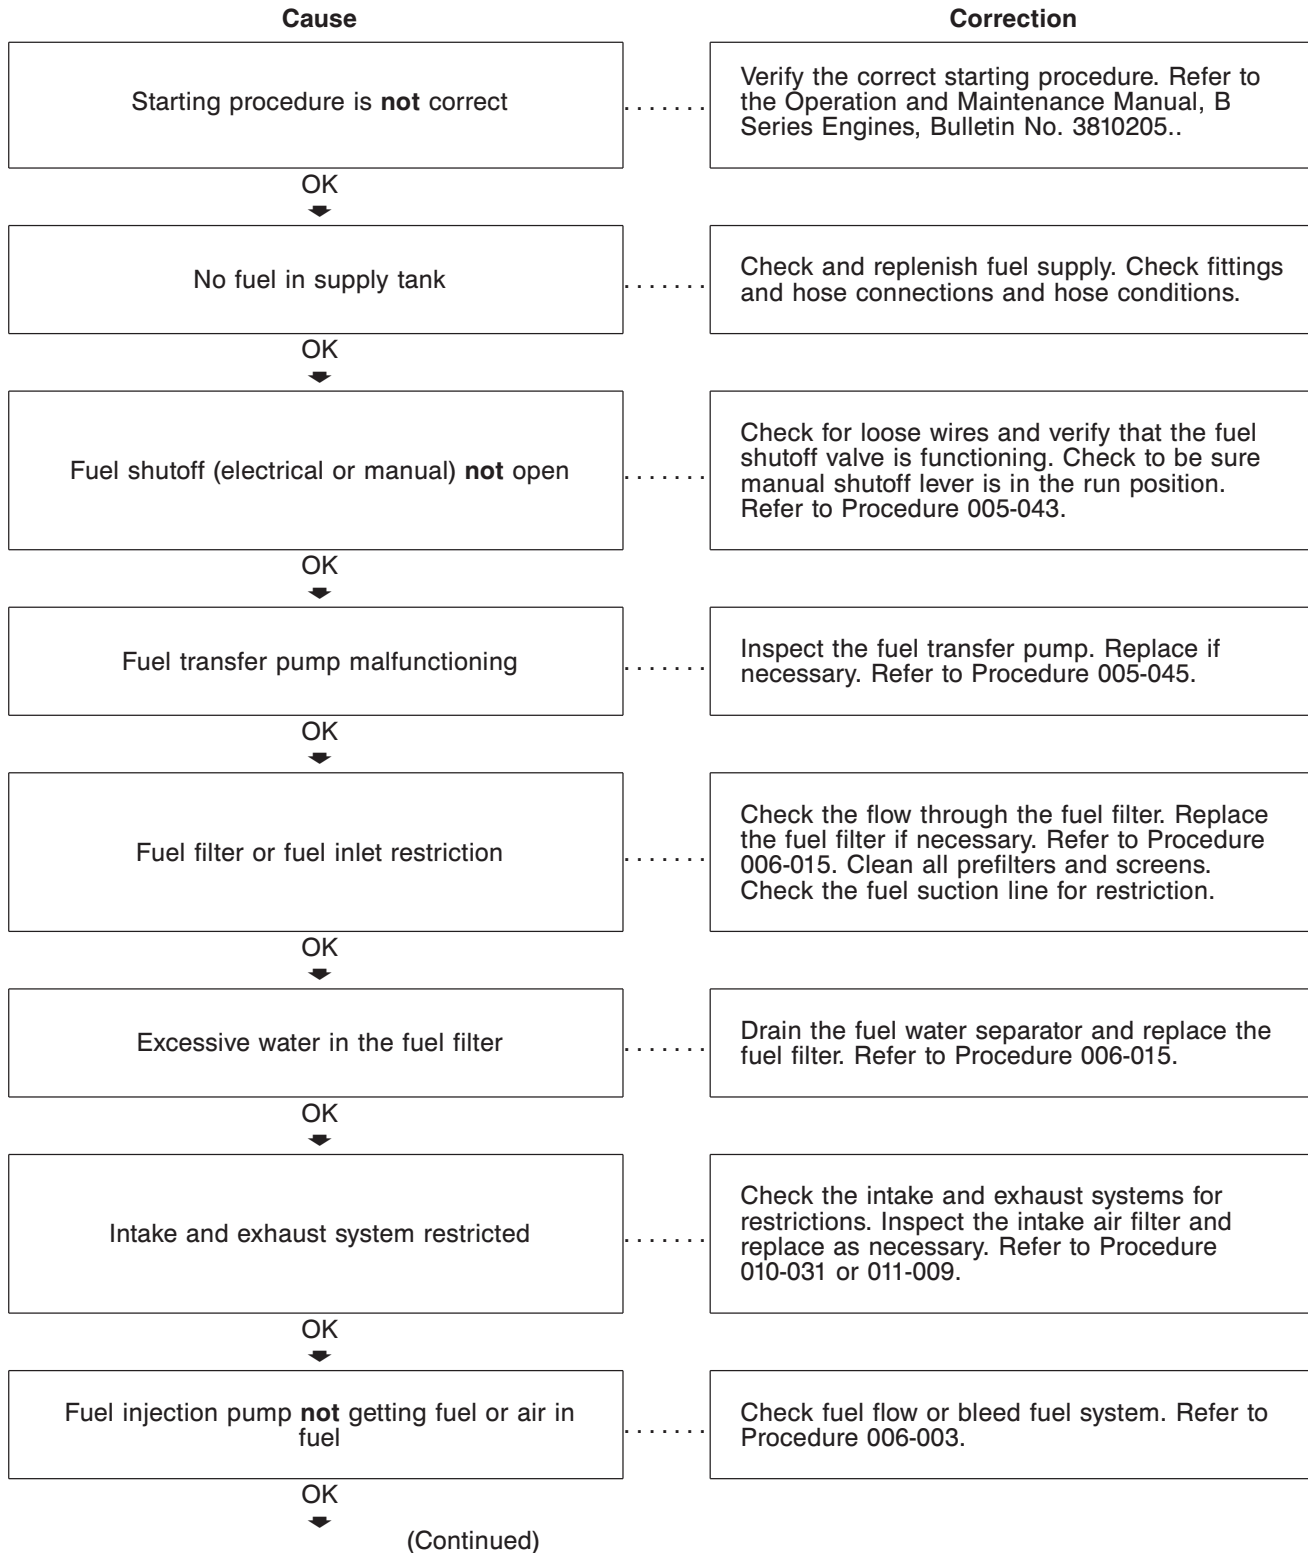 Cause
Correction
Starting procedure is not correct
.......
Verify the correct starting procedure. Refer to
the Operation and Maintenance Manual, B
Series Engines, Bulletin No. 3810205..
OK
No fuel in supply tank
.......
Check and replenish fuel supply. Check fittings
and hose connections and hose conditions.
OK
Fuel shutoff (electrical or manual) not open
.......
Check for loose wires and verify that the fuel
shutoff valve is functioning. Check to be sure
manual shutoff lever is in the run position.
Refer to Procedure 005-043.
OK
Fuel transfer pump malfunctioning
.......
Inspect the fuel transfer pump. Replace if
necessary. Refer to Procedure 005-045.
OK
Fuel filter or fuel inlet restriction
.......
Check the flow through the fuel filter. Replace
the fuel filter if necessary. Refer to Procedure
006-015. Clean all prefilters and screens.
Check the fuel suction line for restriction.
OK
Excessive water in the fuel filter
.......
Drain the fuel water separator and replace the
fuel filter. Refer to Procedure 006-015.
OK
Intake and exhaust system restricted
.......
Check the intake and exhaust systems for
restrictions. Inspect the intake air filter and
replace as necessary. Refer to Procedure
010-031 or 011-009.
OK
Fuel injection pump not getting fuel or air in
fuel
.......
Check fuel flow or bleed fuel system. Refer to
Procedure 006-003.
OK
(Continued)